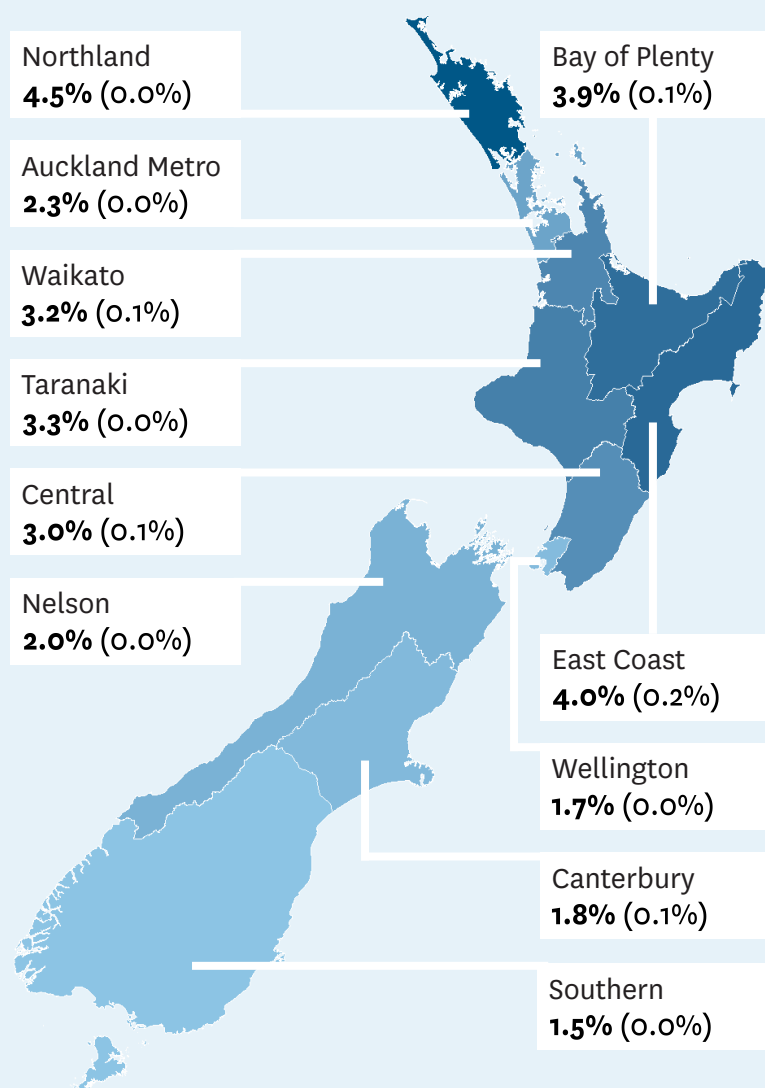 Northland
4.5% (0.0%)
Bay of Plenty
3.9% (0.1%)
Auckland Metro
2.3% (0.0%)
Waikato
3.2% (0.1%)
Taranaki
3.3% (0.0%)
Central
3.0% (0.1%)
Nelson
2.0% (0.0%)
East Coast
4.0% (0.2%)
Wellington
1.7% (0.0%)
Canterbury
1.8% (0.1%)
Southern
1.5% (0.0%)